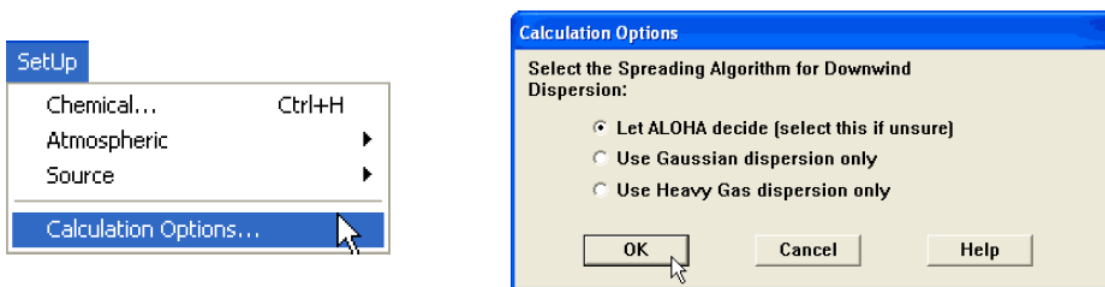 SetUp
Chemical... Ctrl+H
Atmospheric
Source
Calculation Options...
Calculation Options
Select the Spreading Algorithm for Downwind
Dispersion:
Let ALOHA decide (select this if unsure)
Use Gaussian dispersion only
Use Heavy Gas dispersion only
OK Cancel Help